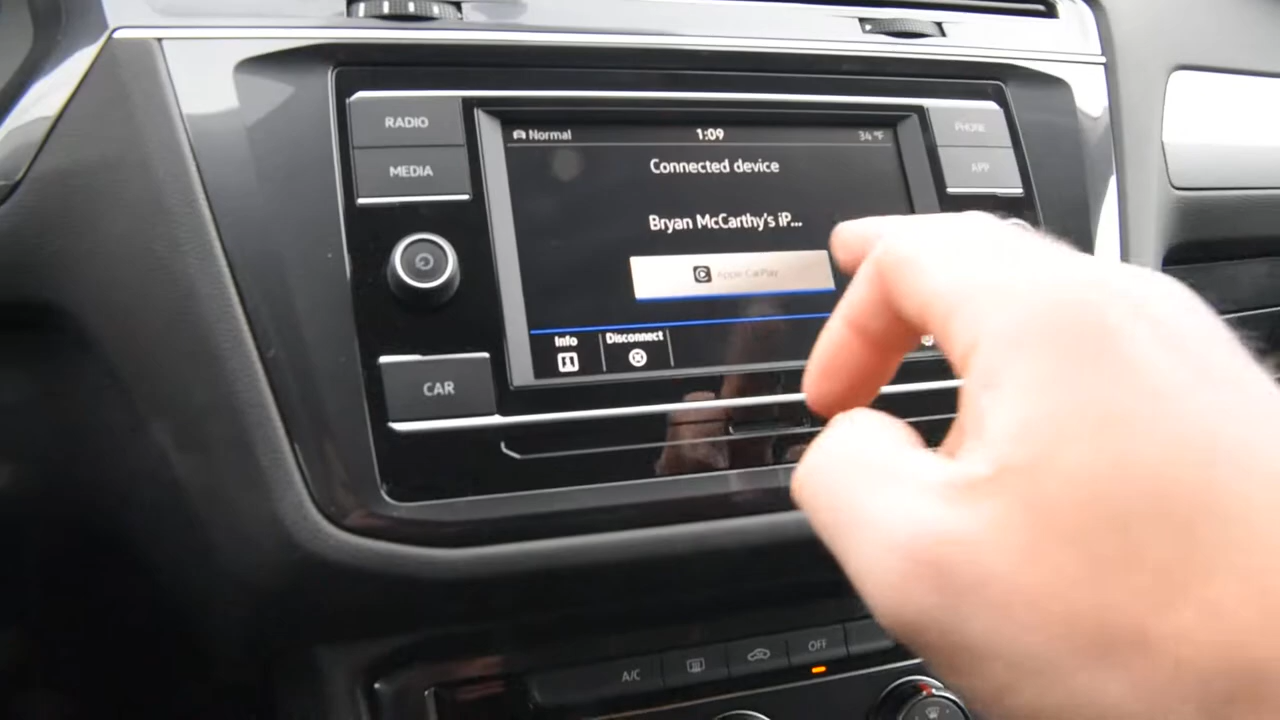 RADIO
MEDIA
Normal 1:09 34 °F
PHONE
APP
Connected device
Bryan McCarthy's iP...
Apple CarPlay
Info Disconnect
CAR
A/C OFF